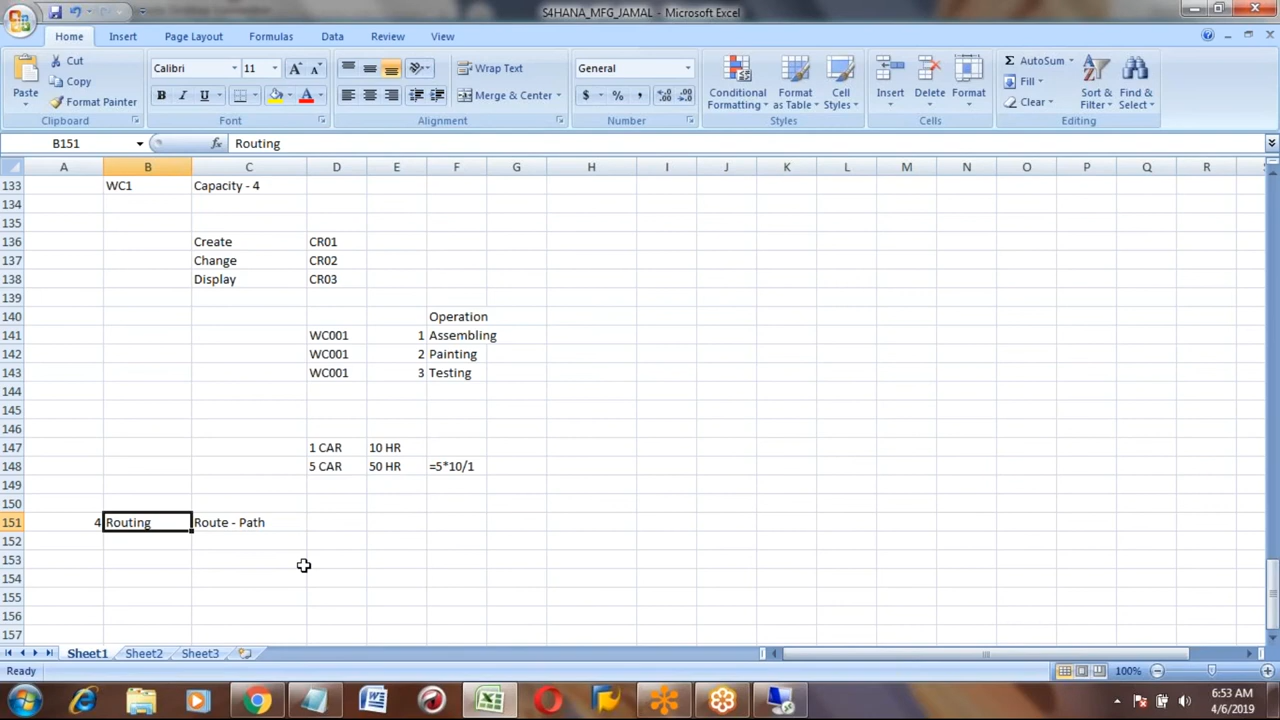 S4HANA_MFG_JAMAL - Microsoft Excel
Home Insert Page Layout Formulas Data Review View
Paste Cut Copy Format Painter Clipboard
Calibri 11 A A B I U A Font
Wrap Text Merge & Center Alignment
General $ % , Number
Conditional Formatting Format as Table Cell Styles Styles
Insert Delete Format Cells
Σ AutoSum Fill Clear Sort & Filter Find & Select Editing
B151 fx Routing
A B C D E F G H I J K L M N O P Q R
133 WC1 Capacity - 4
134
135
136 Create CR01
137 Change CR02
138 Display CR03
139
140 Operation
141 WC001 1 Assembling
142 WC001 2 Painting
143 WC001 3 Testing
144
145
146
147 1 CAR 10 HR
148 5 CAR 50 HR =5*10/1
149
150
151 4 Routing Route - Path
152
153
154
155
156
157
Sheet1 Sheet2 Sheet3
Ready 100%
6:53 AM
4/6/2019